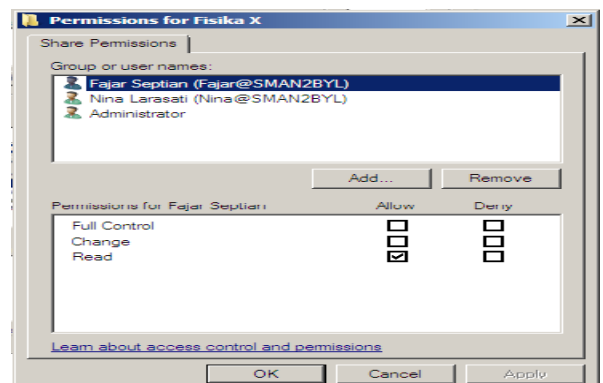 Permissions for Fisika X
Share Permissions
Group or user names:
Fajar Septian (Fajar@SMAN2BYL)
Nina Larasati (Nina@SMAN2BYL)
Administrator
Add... Remove
Permissions for Fajar Septian Allow Deny
Full Control
Change
Read
Learn about access control and permissions
OK Cancel Apply